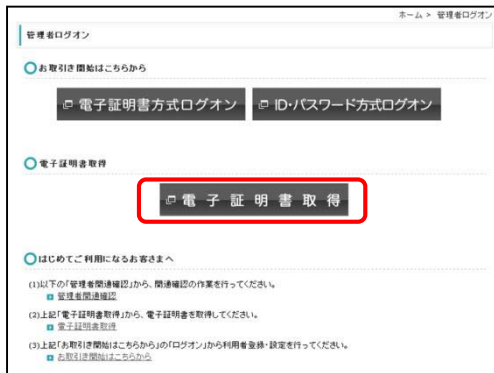 ホーム > 管理者ログオン
管理者ログオン
お取引き開始はこちらから
電子証明書方式ログオン
ID・パスワード方式ログオン
電子証明書取得
電子証明書取得
はじめてご利用になるお客さまへ
(1)以下の「管理者開通確認」から、開通確認の作業を行ってください。
管理者開通確認
(2)上記「電子証明書取得」から、電子証明書を取得してください。
電子証明書取得
(3)上記「お取引き開始はこちらから」の「ログオン」から利用者登録・設定を行ってください。
お取引き開始はこちらから